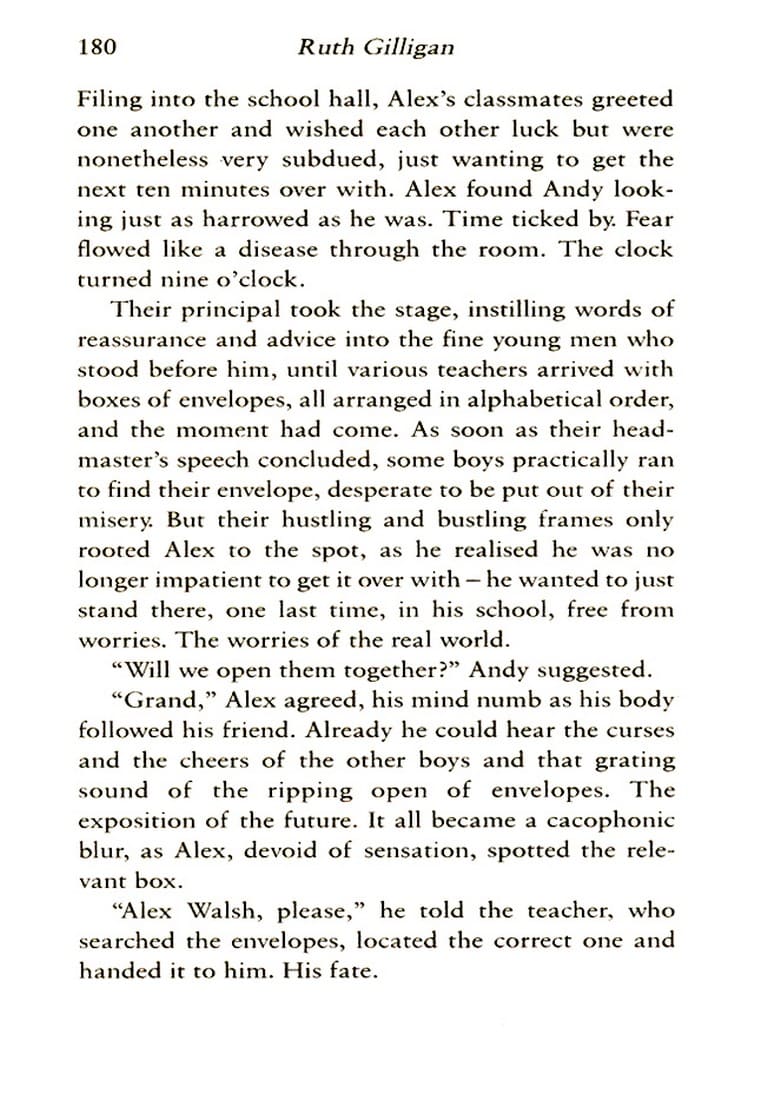 180 Ruth Gilligan
Filing into the school hall, Alex's classmates greeted
one another and wished each other luck but were
nonetheless very subdued, just wanting to get the
next ten minutes over with. Alex found Andy look-
ing just as harrowed as he was. Time ticked by. Fear
flowed like a disease through the room. The clock
turned nine o'clock.
Their principal took the stage, instilling words of
reassurance and advice into the fine young men who
stood before him, until various teachers arrived with
boxes of envelopes, all arranged in alphabetical order,
and the moment had come. As soon as their head-
master's speech concluded, some boys practically ran
to find their envelope, desperate to be put out of their
misery. But their hustling and bustling frames only
rooted Alex to the spot, as he realised he was no
longer impatient to get it over with – he wanted to just
stand there, one last time, in his school, free from
worries. The worries of the real world.
“Will we open them together?” Andy suggested.
“Grand,” Alex agreed, his mind numb as his body
followed his friend. Already he could hear the curses
and the cheers of the other boys and that grating
sound of the ripping open of envelopes. The
exposition of the future. It all became a cacophonic
blur, as Alex, devoid of sensation, spotted the rele-
vant box.
“Alex Walsh, please,” he told the teacher, who
searched the envelopes, located the correct one and
handed it to him. His fate.